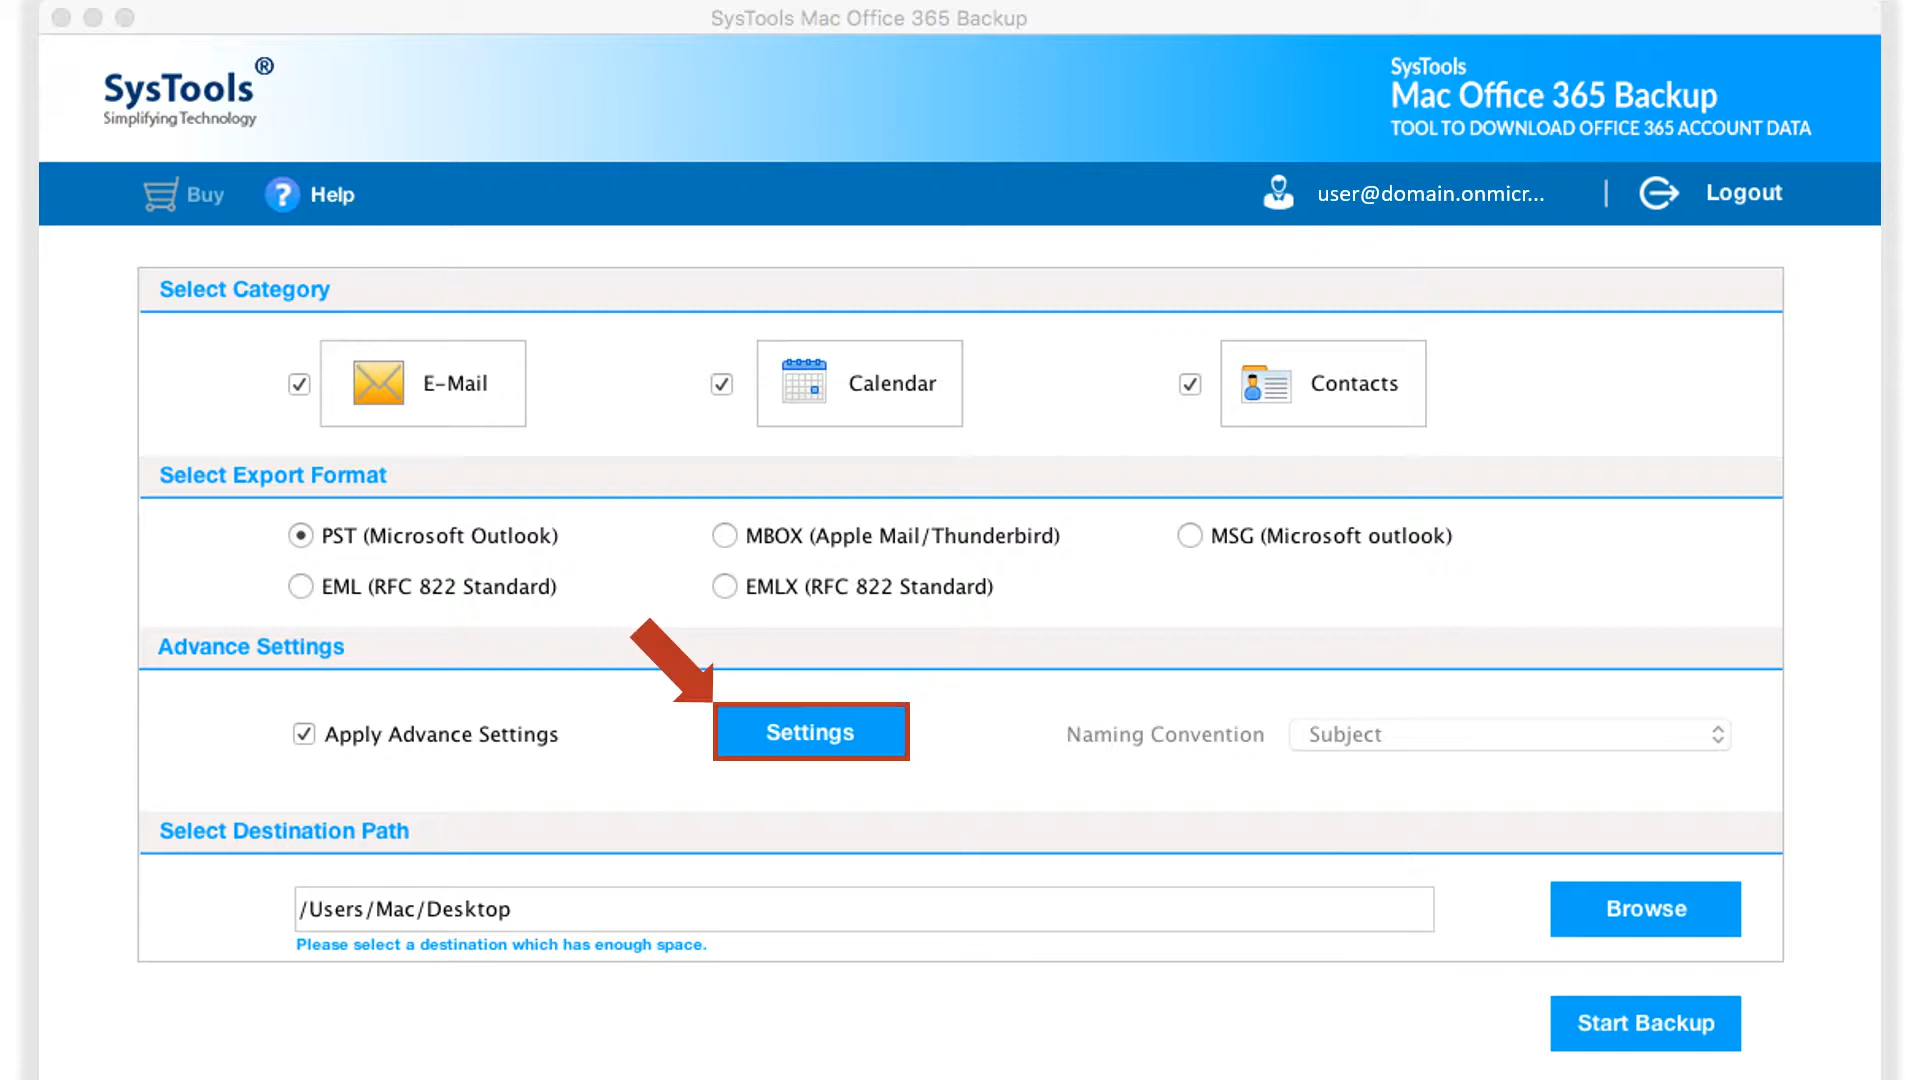 SysTools Mac Office 365 Backup
SysTools®
Simplifying Technology
SysTools
Mac Office 365 Backup
TOOL TO DOWNLOAD OFFICE 365 ACCOUNT DATA
Buy
? Help
user@domain.onmicr...
|
Logout
Select Category
E-Mail
Calendar
Contacts
Select Export Format
PST (Microsoft Outlook)
MBOX (Apple Mail/Thunderbird)
MSG (Microsoft outlook)
EML (RFC 822 Standard)
EMLX (RFC 822 Standard)
Advance Settings
Apply Advance Settings
Settings
Naming Convention
Subject
Select Destination Path
/Users/Mac/Desktop
Browse
Please select a destination which has enough space.
Start Backup